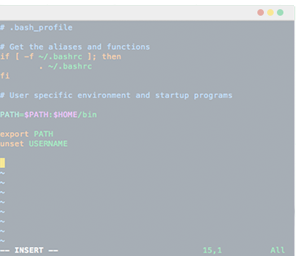 # .bash_profile
# Get the aliases and functions
if [ -f ~/.bashrc ]; then
. ~/.bashrc
fi
# User specific environment and startup programs
PATH=$PATH:$HOME/bin
export PATH
unset USERNAME
~
~
~
~
~
~
~
~
-- INSERT -- 15,1 All